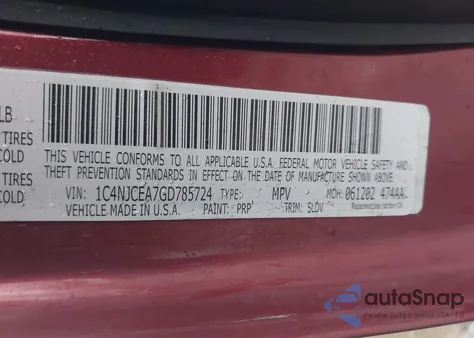 LB
TIRES
COLD
TIRES
COLD
THIS VEHICLE CONFORMS TO ALL APPLICABLE U.S.A. FEDERAL MOTOR VEHICLE SAFETY AND
THEFT PREVENTION STANDARDS IN EFFECT ON THE DATE OF MANUFACTURE SHOWN ABOVE.
VIN: 1C4NJCEA7GD785724 TYPE: MPV MDH: 061202 474AA
VEHICLE MADE IN U.S.A. PAINT: PRP TRIM: SLDV
autoSnap